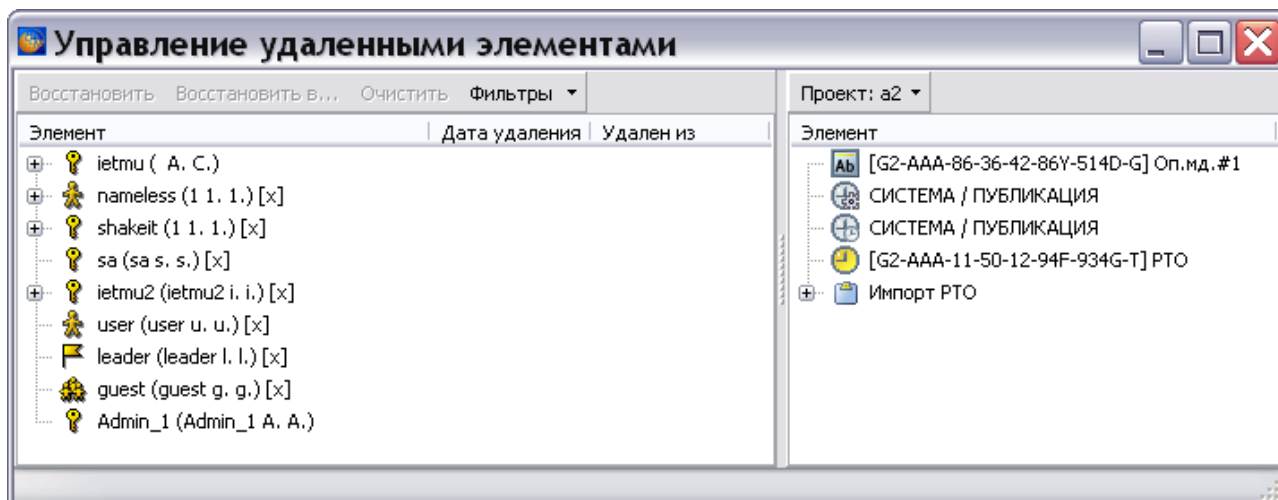 Управление удаленными элементами
Восстановить Восстановить в... Очистить Фильтры
Элемент Дата удаления Удален из
ietmu ( А. С.)
nameless (1 1. 1.) [x]
shakeit (1 1. 1.) [x]
sa (sa s. s.) [x]
ietmu2 (ietmu2 i. i.) [x]
user (user u. u.) [x]
leader (leader l. l.) [x]
guest (guest g. g.) [x]
Admin_1 (Admin_1 A. A.)
Проект: a2
Элемент
Ab [G2-AAA-86-36-42-86Y-514D-G] Оп.мд.#1
СИСТЕМА / ПУБЛИКАЦИЯ
СИСТЕМА / ПУБЛИКАЦИЯ
[G2-AAA-11-50-12-94F-934G-T] РТО
Импорт РТО